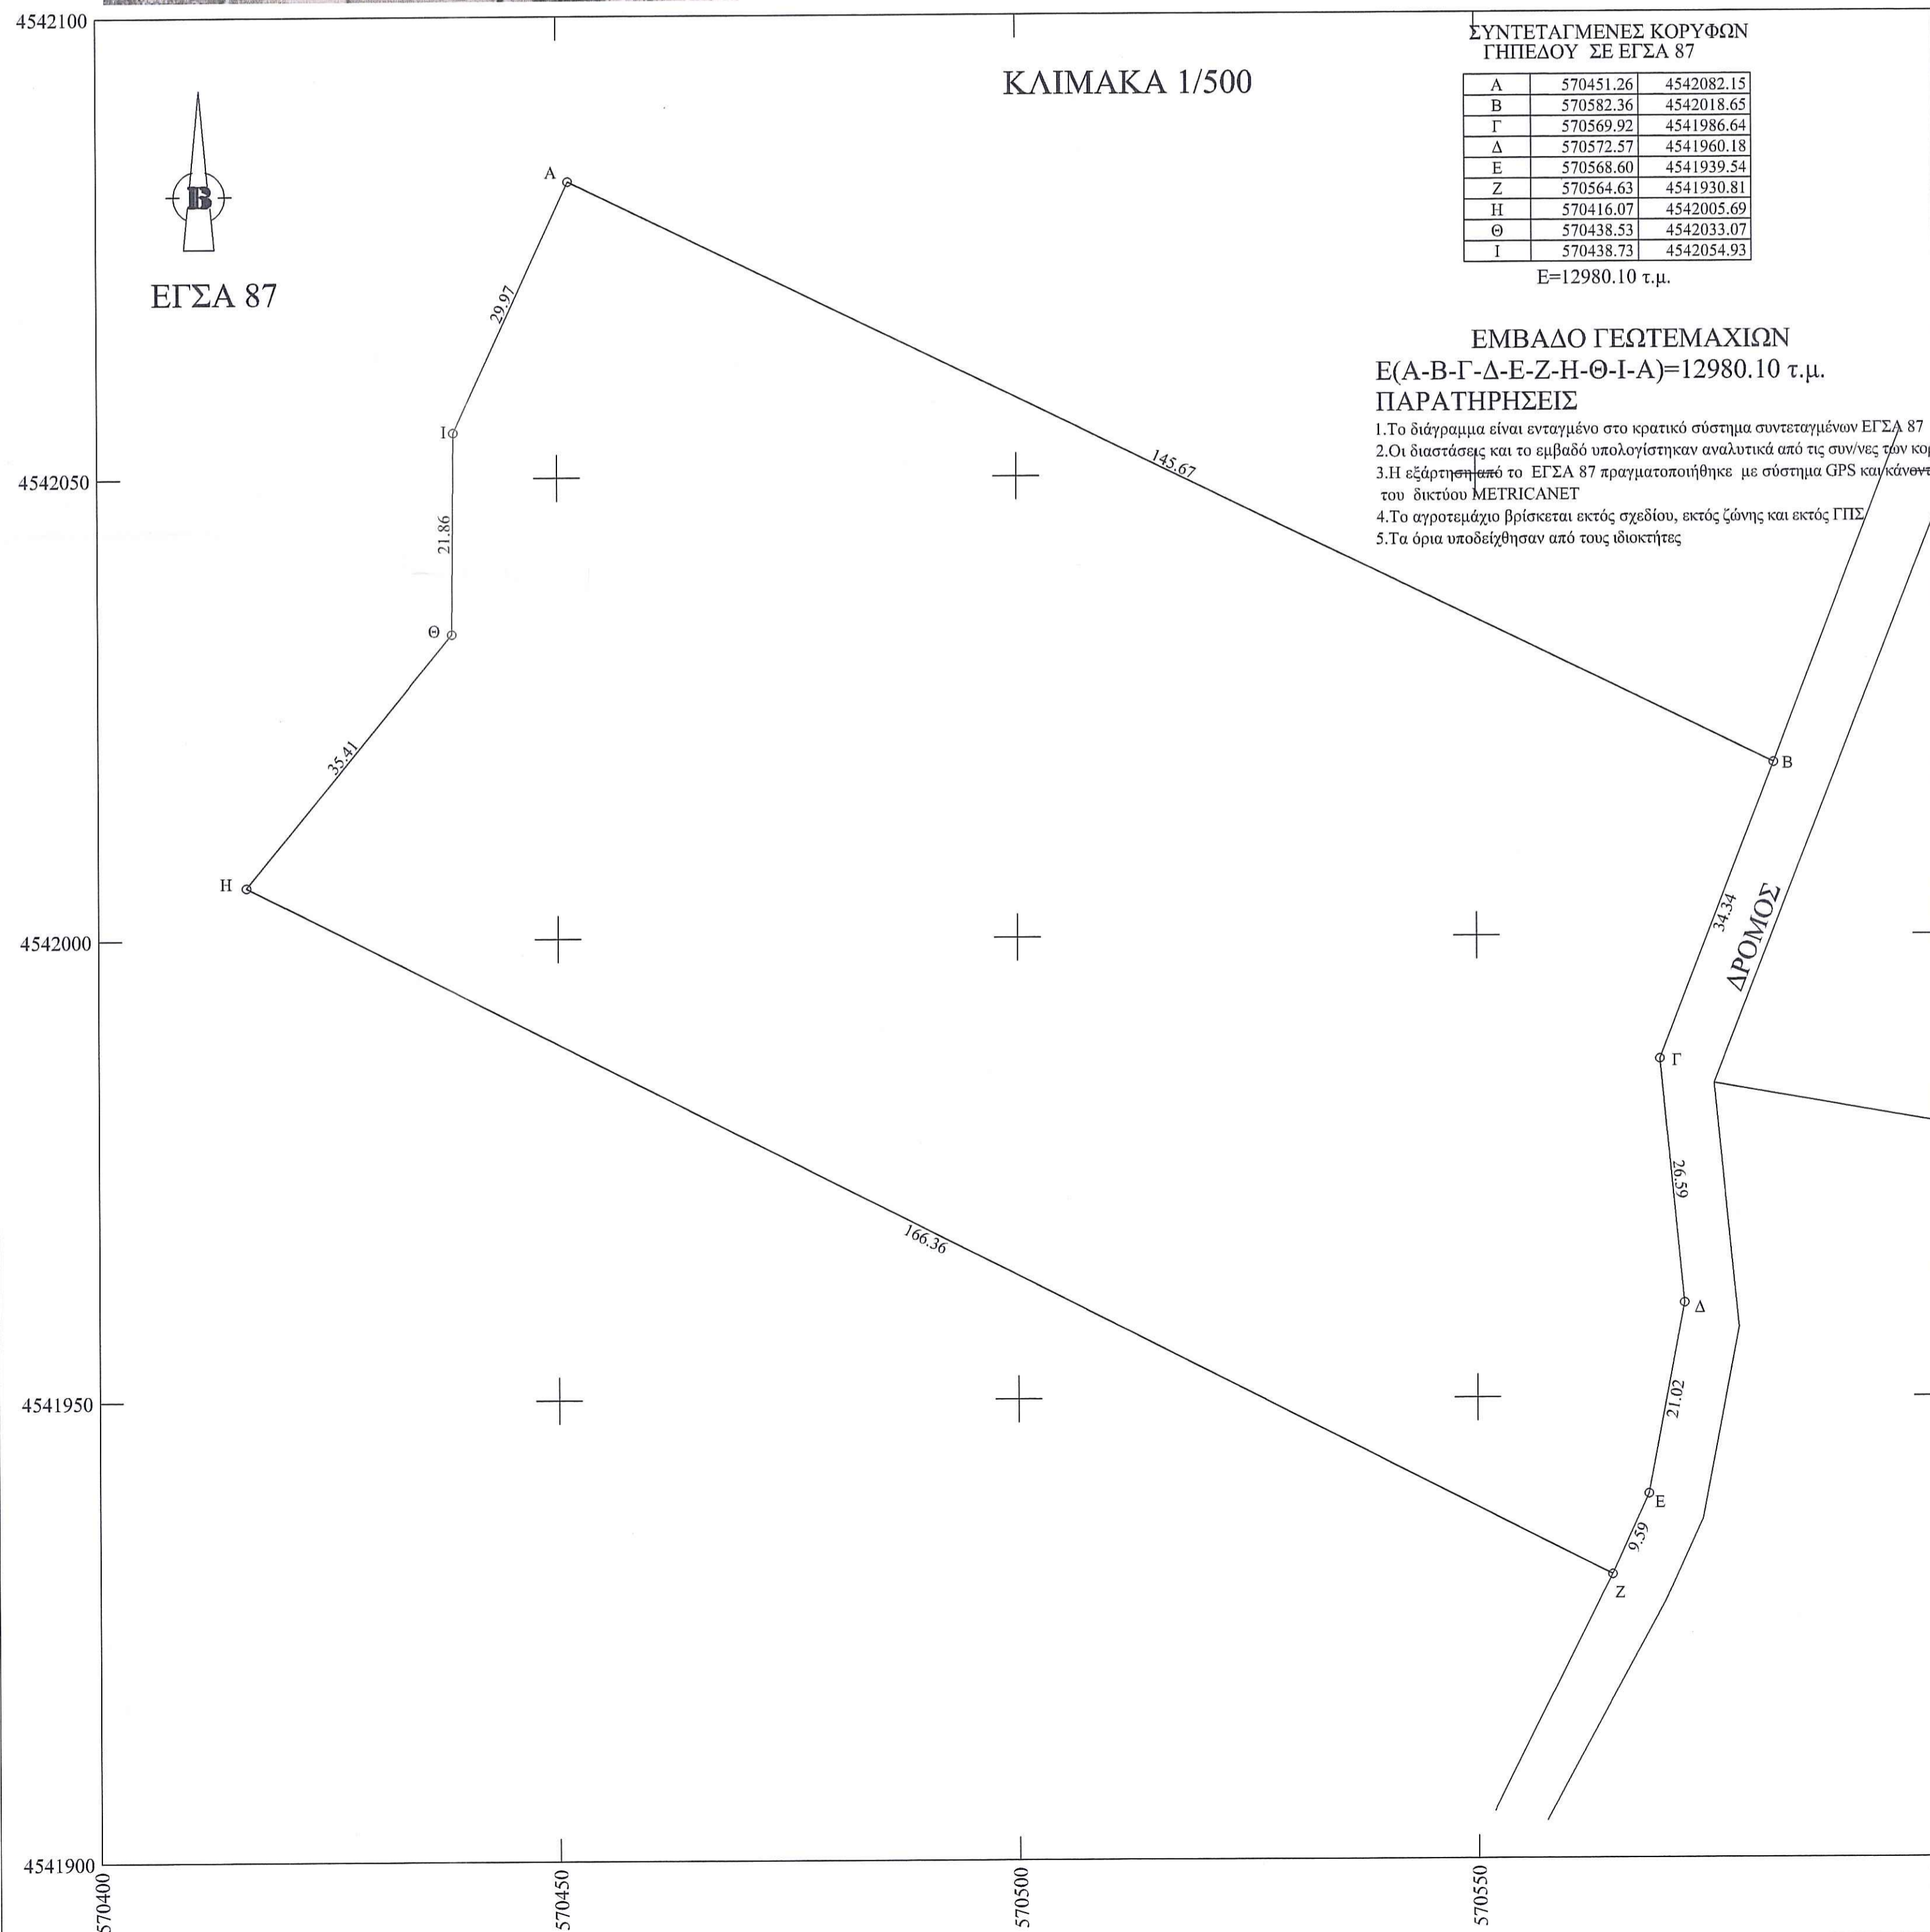 4542100
ΚΛΙΜΑΚΑ 1/500
ΣΥΝΤΕΤΑΓΜΕΝΕΣ ΚΟΡΥΦΩΝ
ΓΗΠΕΔΟΥ ΣΕ ΕΓΣΑ 87
Α 570451.26 4542082.15
Β 570582.36 4542018.65
Γ 570569.92 4541986.64
Δ 570572.57 4541960.18
Ε 570568.60 4541939.54
Ζ 570564.63 4541930.81
Η 570416.07 4542005.69
Θ 570438.53 4542033.07
Ι 570438.73 4542054.93
Ε=12980.10 τ.μ.
Β
ΕΓΣΑ 87
ΕΜΒΑΔΟ ΓΕΩΤΕΜΑΧΙΩΝ
Ε(Α-Β-Γ-Δ-Ε-Ζ-Η-Θ-Ι-Α)=12980.10 τ.μ.
ΠΑΡΑΤΗΡΗΣΕΙΣ
1.Το διάγραμμα είναι ενταγμένο στο κρατικό σύστημα συντεταγμένων ΕΓΣΑ 87
2.Οι διαστάσεις και το εμβαδό υπολογίστηκαν αναλυτικά από τις συν/νες των
3.Η εξάρτηση από το ΕΓΣΑ 87 πραγματοποιήθηκε με σύστημα GPS και
του δικτύου METRICANET
4.Το αγροτεμάχιο βρίσκεται εκτός σχεδίου, εκτός ζώνης και εκτός ΓΠΣ
5.Τα όρια υποδείχθησαν από τους ιδιοκτήτες
Α
29.97
Ι
145.67
4542050
21.86
Θ
35.41
Β
Η
34.34
ΔΡΟΜΟΣ
4542000
Γ
26.59
166.36
Δ
21.02
4541950
Ε
9.59
Ζ
4541900
570400
570450
570500
570550